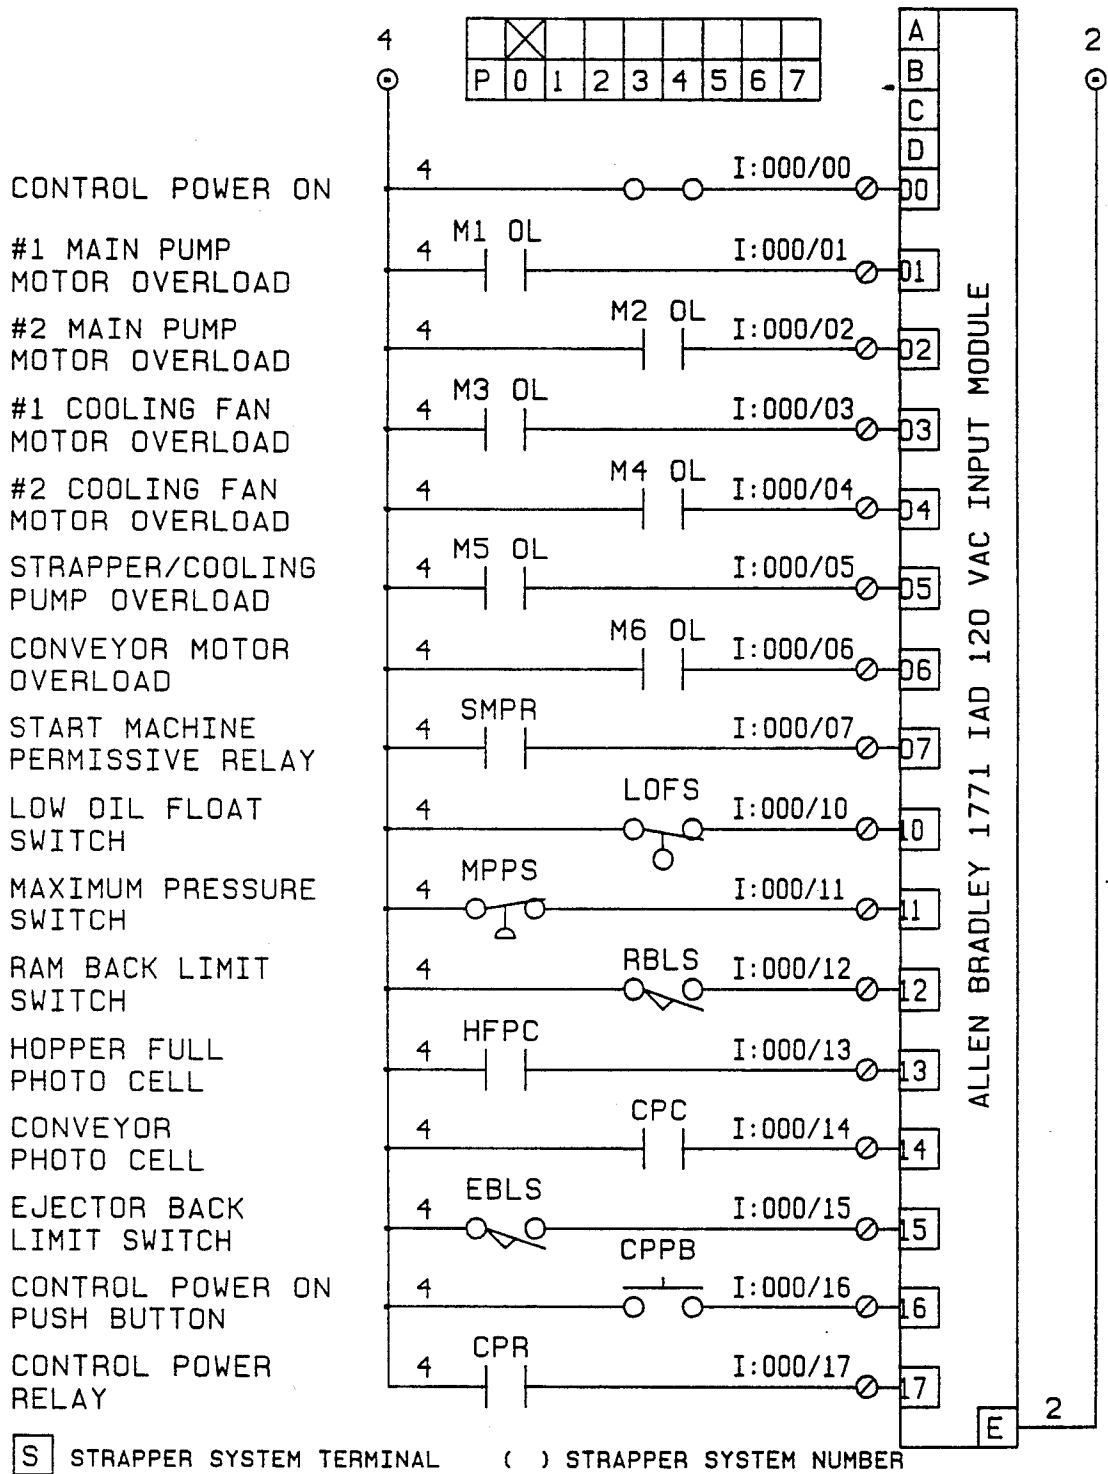 4
2
P 0 1 2 3 4 5 6 7
A
B
C
D
CONTROL POWER ON
4
I:000/00
00
#1 MAIN PUMP
MOTOR OVERLOAD
4
M1 OL
I:000/01
01
#2 MAIN PUMP
MOTOR OVERLOAD
4
M2 OL
I:000/02
02
#1 COOLING FAN
MOTOR OVERLOAD
4
M3 OL
I:000/03
03
#2 COOLING FAN
MOTOR OVERLOAD
4
M4 OL
I:000/04
04
STRAPPER/COOLING
PUMP OVERLOAD
4
M5 OL
I:000/05
05
CONVEYOR MOTOR
OVERLOAD
4
M6 OL
I:000/06
06
START MACHINE
PERMISSIVE RELAY
4
SMPR
I:000/07
07
LOW OIL FLOAT
SWITCH
4
LOFS
I:000/10
10
MAXIMUM PRESSURE
SWITCH
4
MPPS
I:000/11
11
RAM BACK LIMIT
SWITCH
4
RBLS
I:000/12
12
HOPPER FULL
PHOTO CELL
4
HFPC
I:000/13
13
CONVEYOR
PHOTO CELL
4
CPC
I:000/14
14
EJECTOR BACK
LIMIT SWITCH
4
EBLS
I:000/15
15
CONTROL POWER ON
PUSH BUTTON
4
CPPB
I:000/16
16
CONTROL POWER
RELAY
4
CPR
I:000/17
17
ALLEN BRADLEY 1771 IAD 120 VAC INPUT MODULE
E
2
S STRAPPER SYSTEM TERMINAL ( ) STRAPPER SYSTEM NUMBER